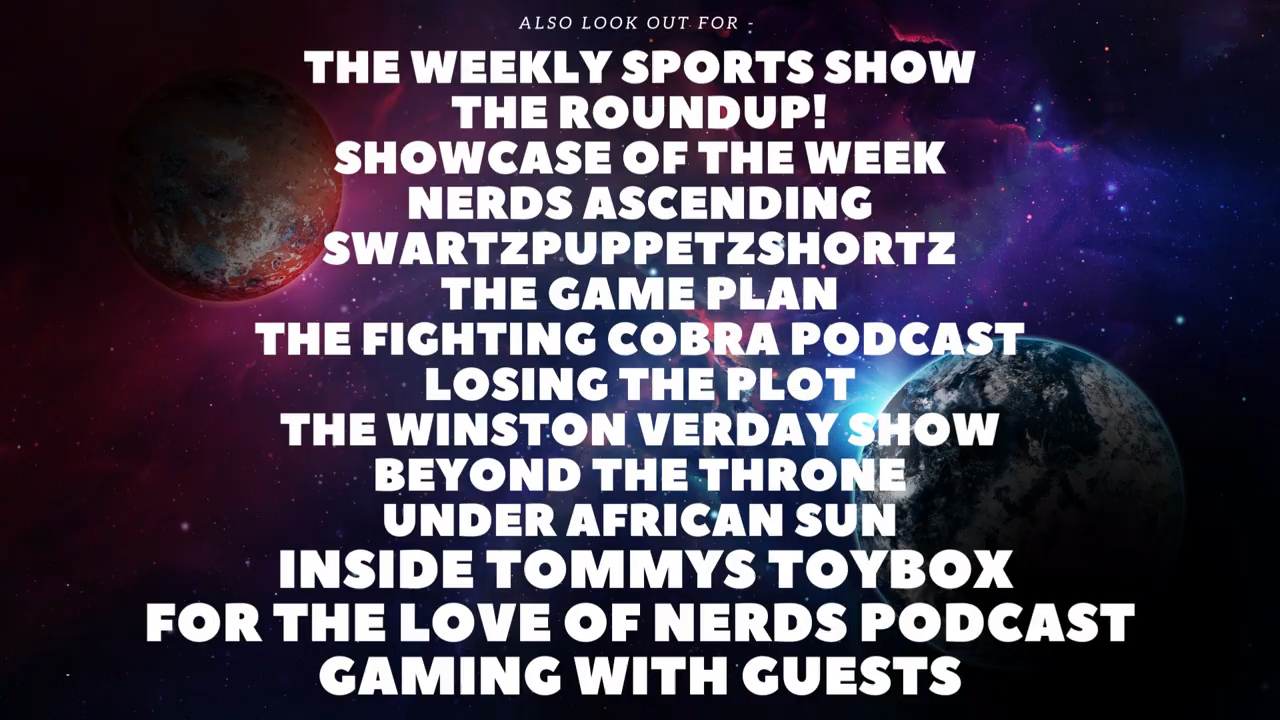 ALSO LOOK OUT FOR -
THE WEEKLY SPORTS SHOW
THE ROUNDUP!
SHOWCASE OF THE WEEK
NERDS ASCENDING
SWARTZPUPPETZSHORTZ
THE GAME PLAN
THE FIGHTING COBRA PODCAST
LOSING THE PLOT
THE WINSTON VERDAY SHOW
BEYOND THE THRONE
UNDER AFRICAN SUN
INSIDE TOMMYS TOYBOX
FOR THE LOVE OF NERDS PODCAST
GAMING WITH GUESTS